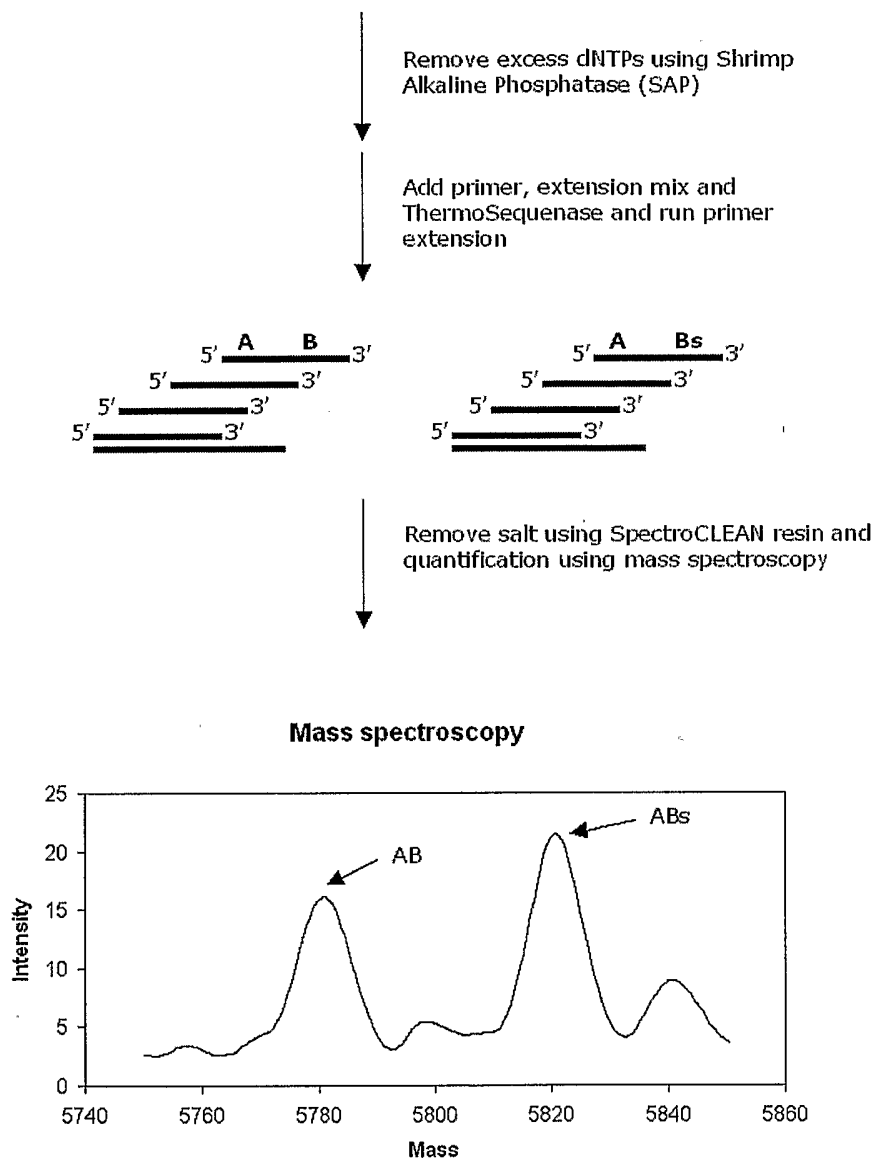 Remove excess dNTPs using Shrimp
Alkaline Phosphatase (SAP)
Add primer, extension mix and
ThermoSequenase and run primer
extension
A B
5' 3'
5' 3'
5' 3'
5' 3'
A Bs
5' 3'
5' 3'
5' 3'
5' 3'
Remove salt using SpectroCLEAN resin and
quantification using mass spectroscopy
Mass spectroscopy
25
20
15
10
5
0
Intensity
AB
ABs
5740 5760 5780 5800 5820 5840 5860
Mass